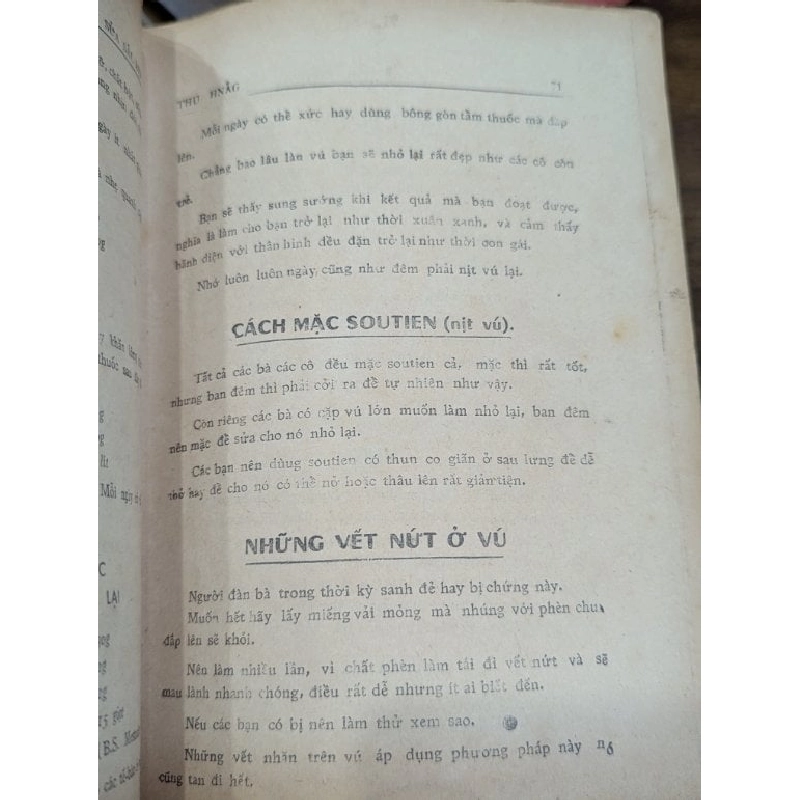 THU HẰNG 71
Mỗi ngày có thể xức hay dùng bông gòn tẩm thuốc mà đắp
lên.
Chẳng bao lâu lần vú bạn sẽ nhỏ lại rất đẹp như các cô còn
trẻ.
Bạn sẽ thấy sung sướng khi kết quả mà bạn đoạt được,
nghĩa là làm cho bạn trở lại như thời xuân xanh, và cảm thấy
hãnh diện với thân hình đều đặn trở lại như thời con gái.
Nhớ luôn luôn ngày cũng như đêm phải nịt vú lại.
CÁCH MẶC SOUTIEN (nịt vú).
Tất cả các bà các cô đều mặc soutien cả, mặc thì rất tốt,
nhưng ban đêm thì phải cởi ra để tự nhiên như vậy.
Còn riêng các bà có cặp vú lớn muốn làm nhỏ lại, ban đêm
nên mặc để sửa cho nó nhỏ lại.
Các bạn nên dùng soutien có thun co giãn ở sau lưng để dễ
thở hay để cho nó có thể nở hoặc thâu lên rất giản tiện.
NHỮNG VẾT NỨT Ở VÚ
Người đàn bà trong thời kỳ sanh đẻ hay bị chứng này.
Muốn hết hãy lấy miếng vải mỏng mà nhúng với phèn chua
đắp lên sẽ khỏi.
Nên làm nhiều lần, vì chất phèn làm tái đi vết nứt và sẽ
mau lành nhanh chóng, điều rất dễ nhưng ít ai biết đến.
Nếu các bạn có bị nên làm thử xem sao.
Những vết nhăn trên vú áp dụng phương pháp này nó
cũng tan đi hết.